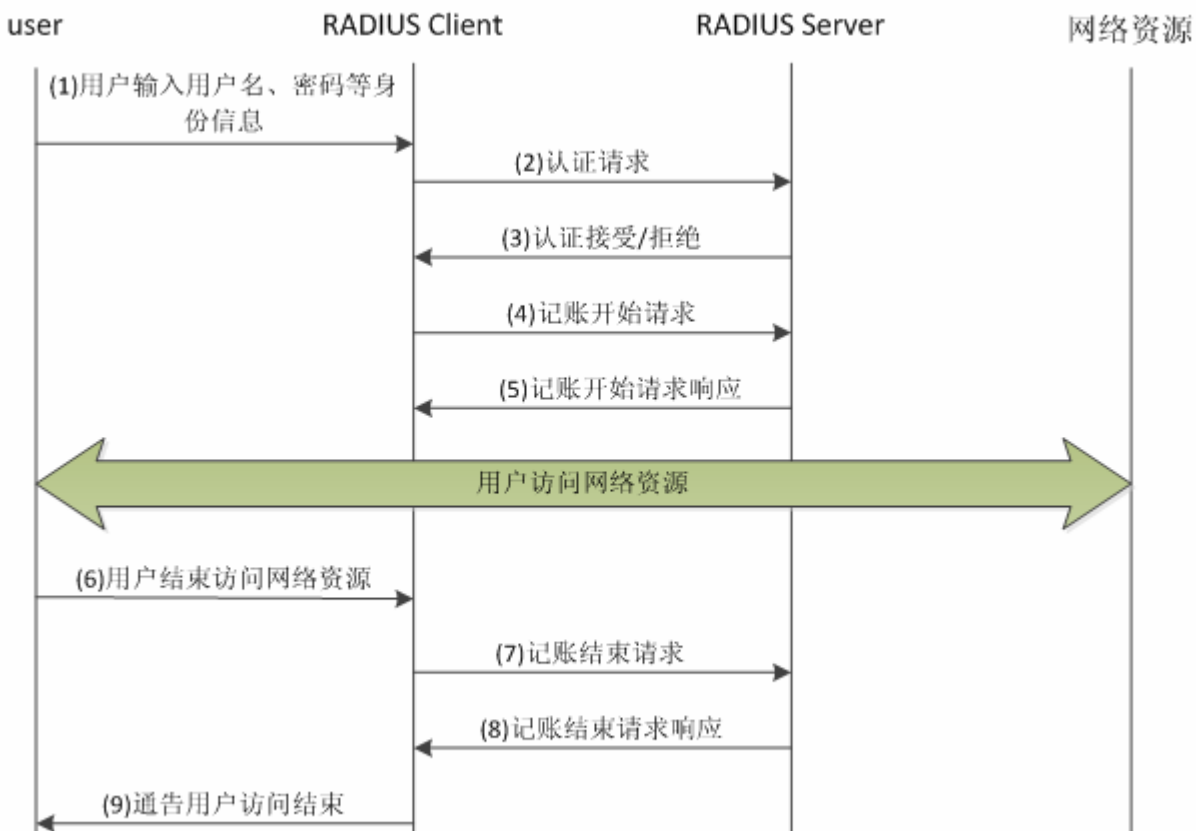 user
RADIUS Client
RADIUS Server
网络资源
(1)用户输入用户名、密码等身
份信息
(2)认证请求
(3)认证接受/拒绝
(4)记账开始请求
(5)记账开始请求响应
用户访问网络资源
(6)用户结束访问网络资源
(7)记账结束请求
(8)记账结束请求响应
(9)通告用户访问结束